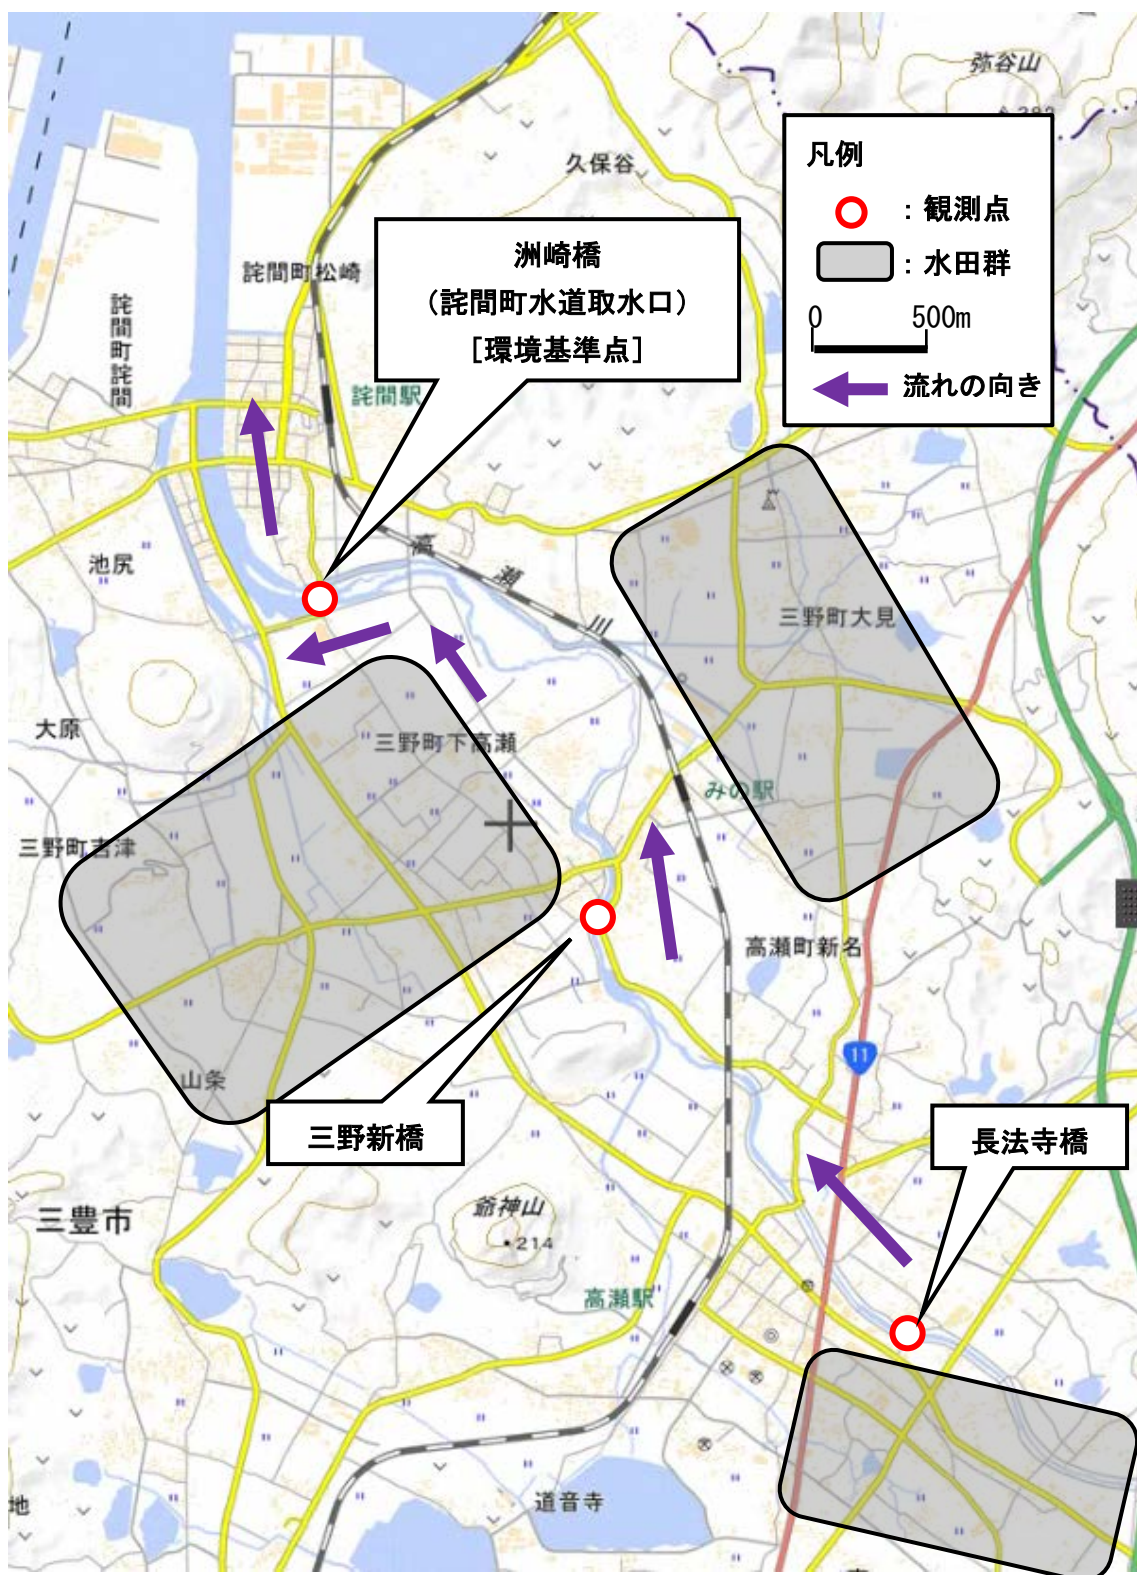 弥谷山
久保谷
凡例
：観測点
：水田群
0
500m
流れの向き
洲崎橋
（詫間町水道取水口）
［環境基準点］
詫間町松崎
詫間町詫間
詫間駅
池尻
高瀬川
三野町大見
大原
三野町下高瀬
みの駅
三野町吉津
高瀬町新名
11
山条
三野新橋
長法寺橋
三豊市
爺神山
214
高瀬駅
道音寺
地